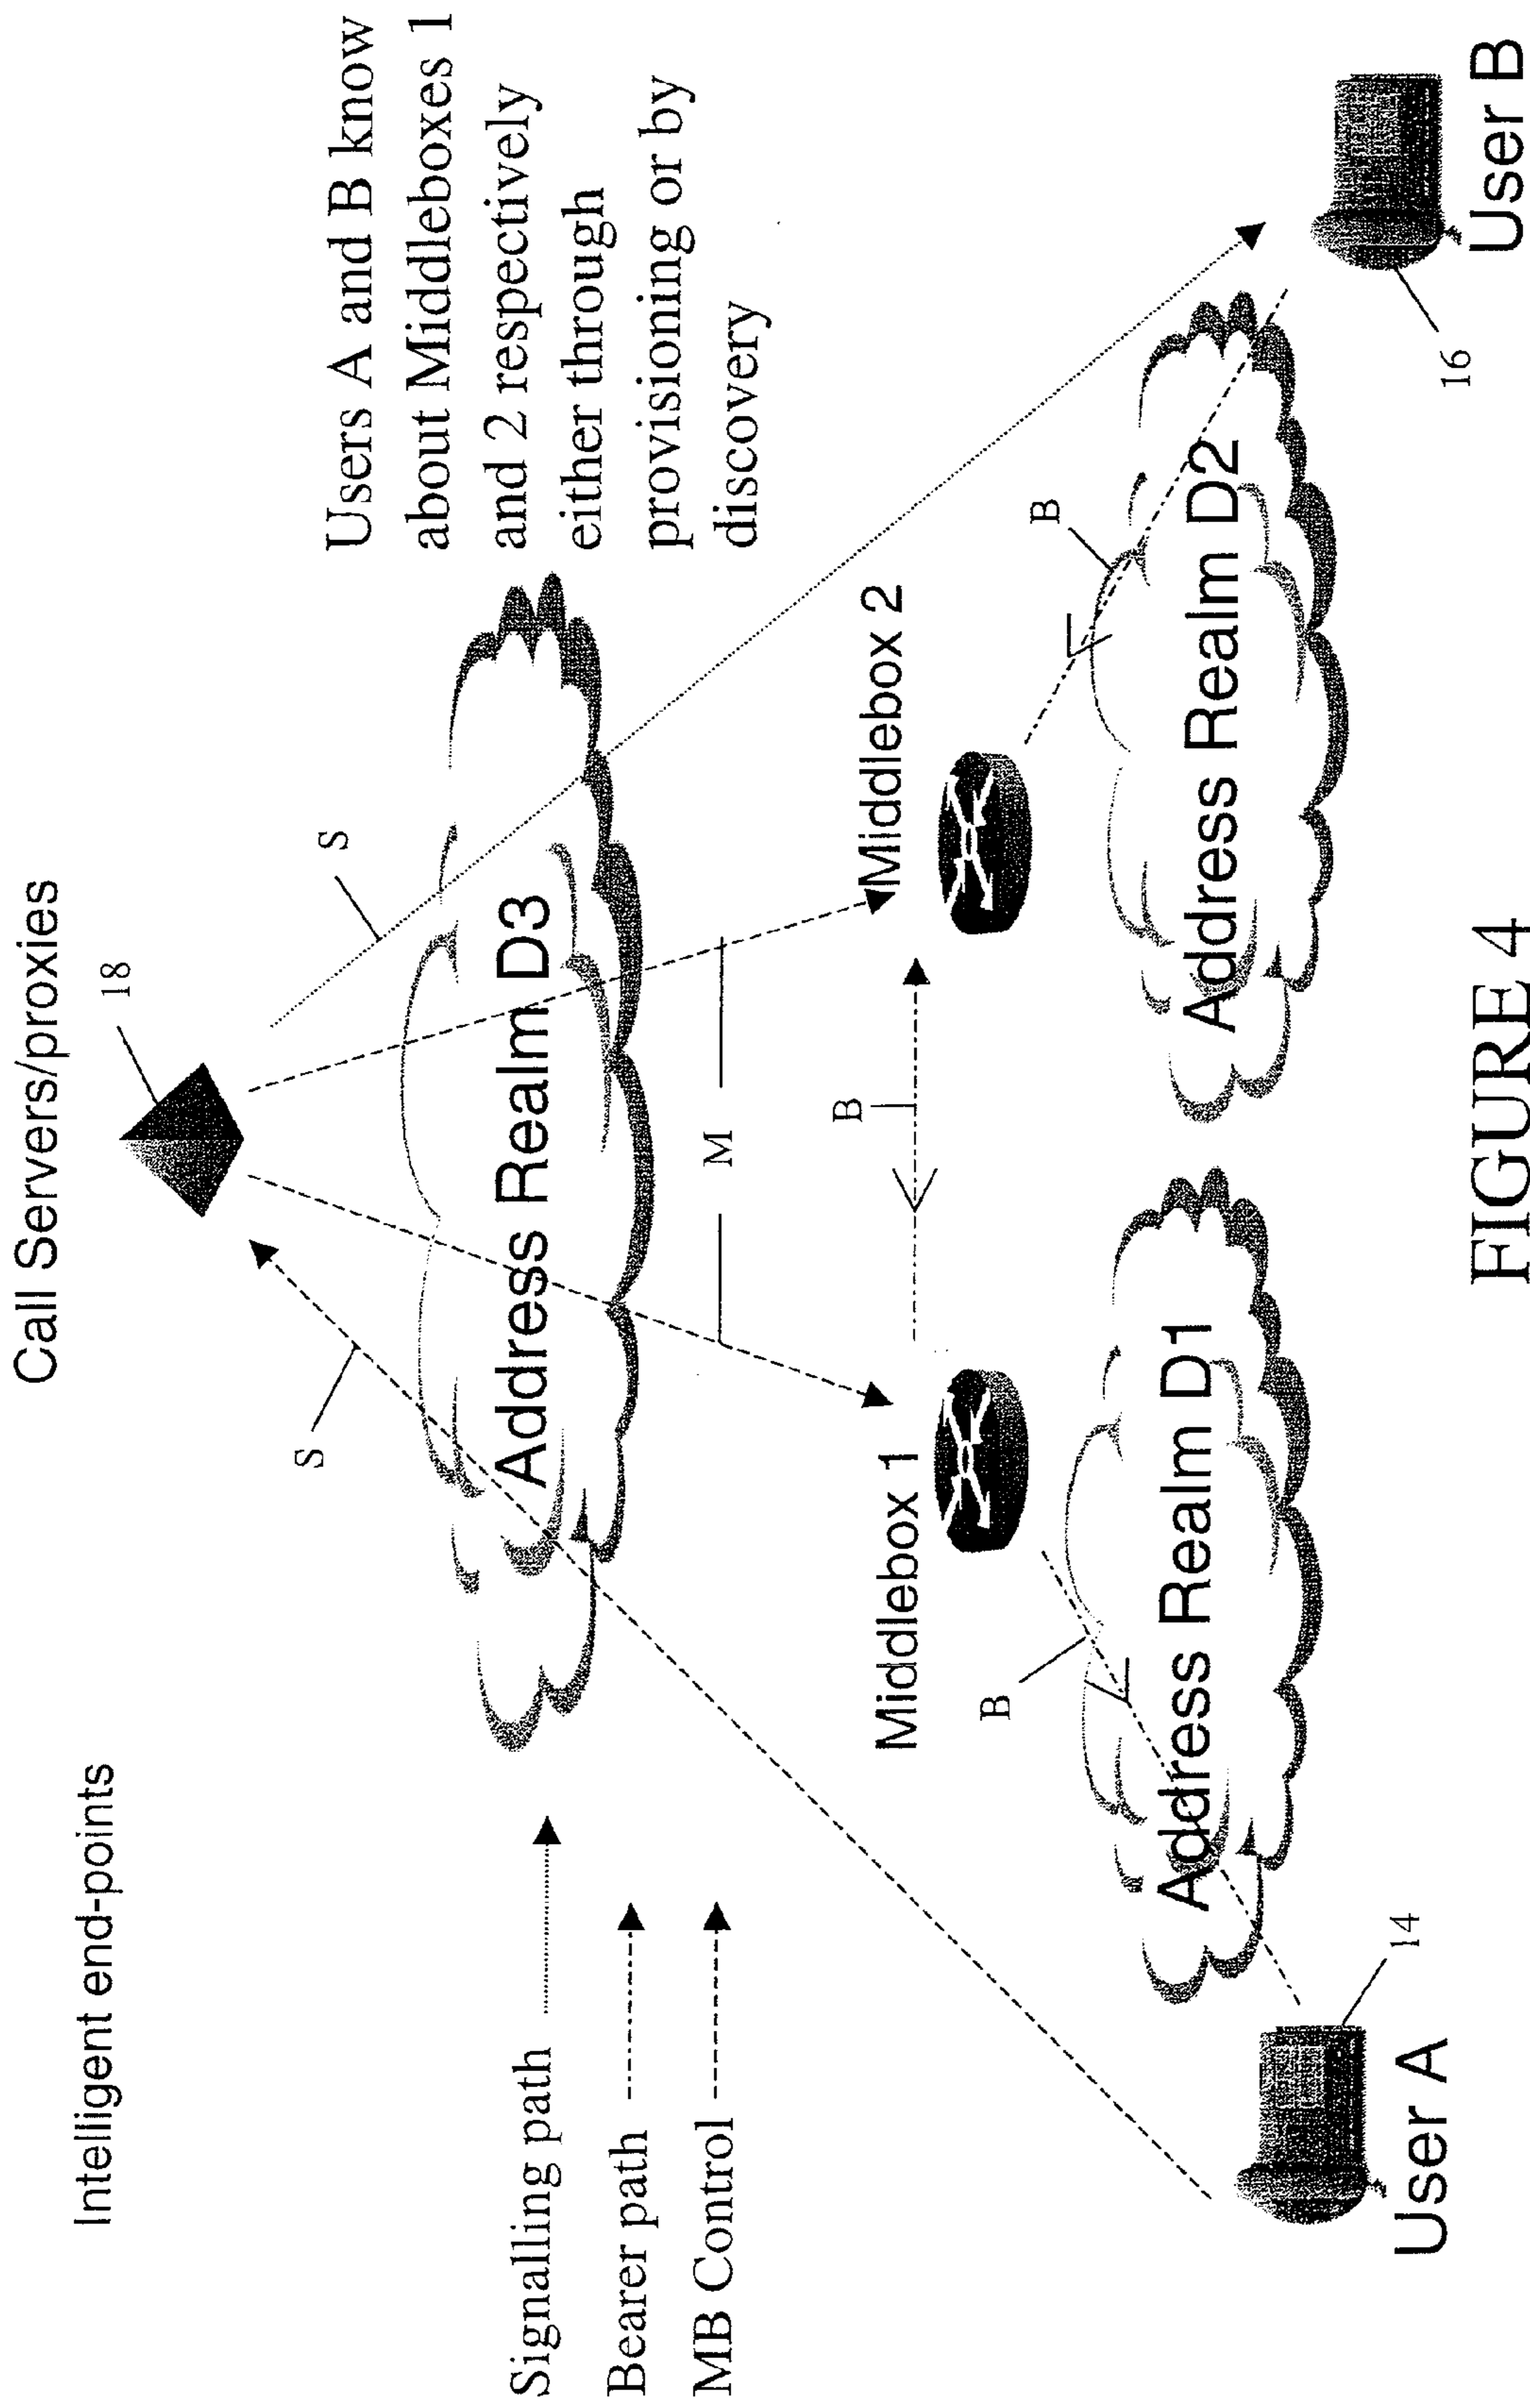 Intelligent end-points
Call Servers/proxies
18
S
S
Users A and B know
about Middleboxes 1
and 2 respectively
either through
provisioning or by
discovery
Signalling path
Bearer path
MB Control
Address Realm D3
M
Middlebox 1
B
Middlebox 2
B
B
Address Realm D1
Address Realm D2
14
User A
16
User B
FIGURE 4